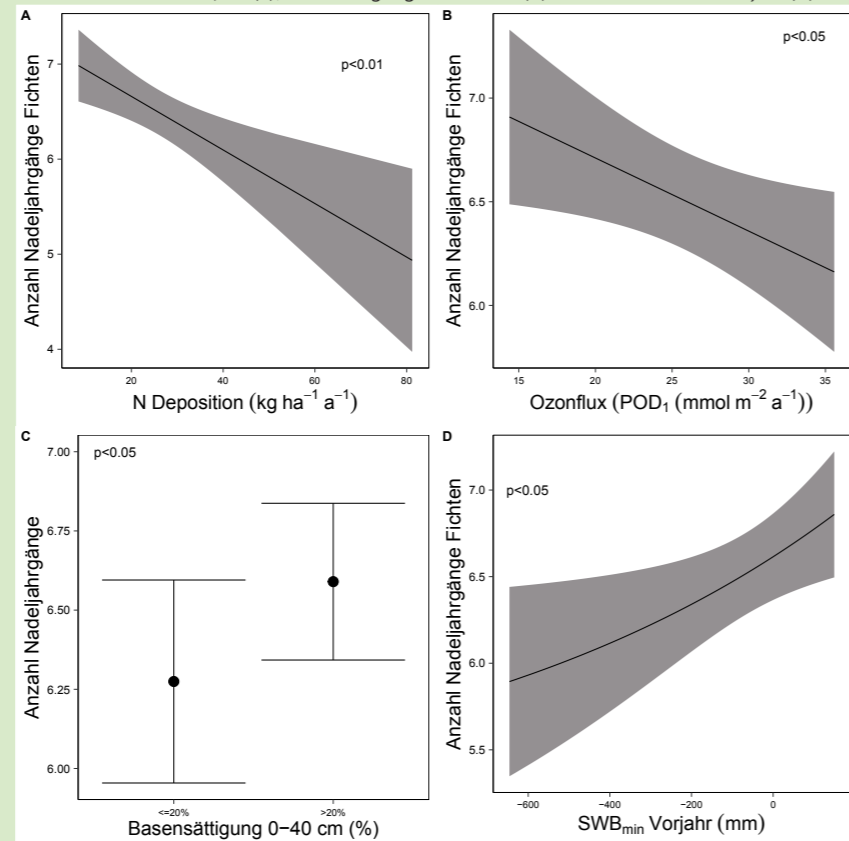 A
p<0.01
Anzahl Nadeljahrgänge Fichten
7
6
5
4
20 40 60 80
N Deposition (kg ha⁻¹ a⁻¹)
B
p<0.05
Anzahl Nadeljahrgänge Fichten
7.0
6.5
6.0
15 20 25 30 35
Ozonflux (POD₁ (mmol m⁻² a⁻¹))
C
p<0.05
Anzahl Nadeljahrgänge
7.00
6.75
6.50
6.25
6.00
<=20% >20%
Basensättigung 0−40 cm (%)
D
p<0.05
Anzahl Nadeljahrgänge Fichten
7.0
6.5
6.0
5.5
−600 −400 −200 0
SWBmin Vorjahr (mm)